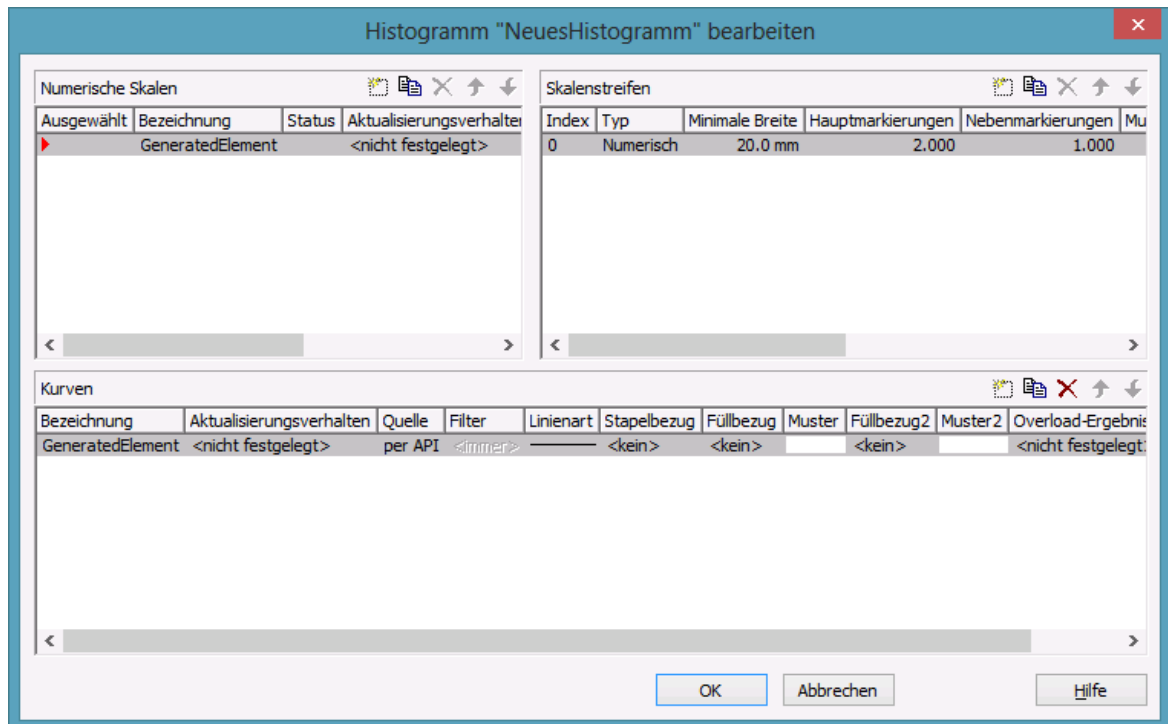 Histogramm "NeuesHistogramm" bearbeiten
Numerische Skalen
Ausgewählt Bezeichnung Status Aktualisierungsverhalten
GeneratedElement <nicht festgelegt>
Skalenstreifen
Index Typ Minimale Breite Hauptmarkierungen Nebenmarkierungen Mu
0 Numerisch 20.0 mm 2.000 1.000
Kurven
Bezeichnung Aktualisierungsverhalten Quelle Filter Linienart Stapelbezug Füllbezug Muster Füllbezug2 Muster2 Overload-Ergebnis
GeneratedElement <nicht festgelegt> per API <immer> <kein> <kein> <kein> <nicht festgelegt>
OK Abbrechen Hilfe